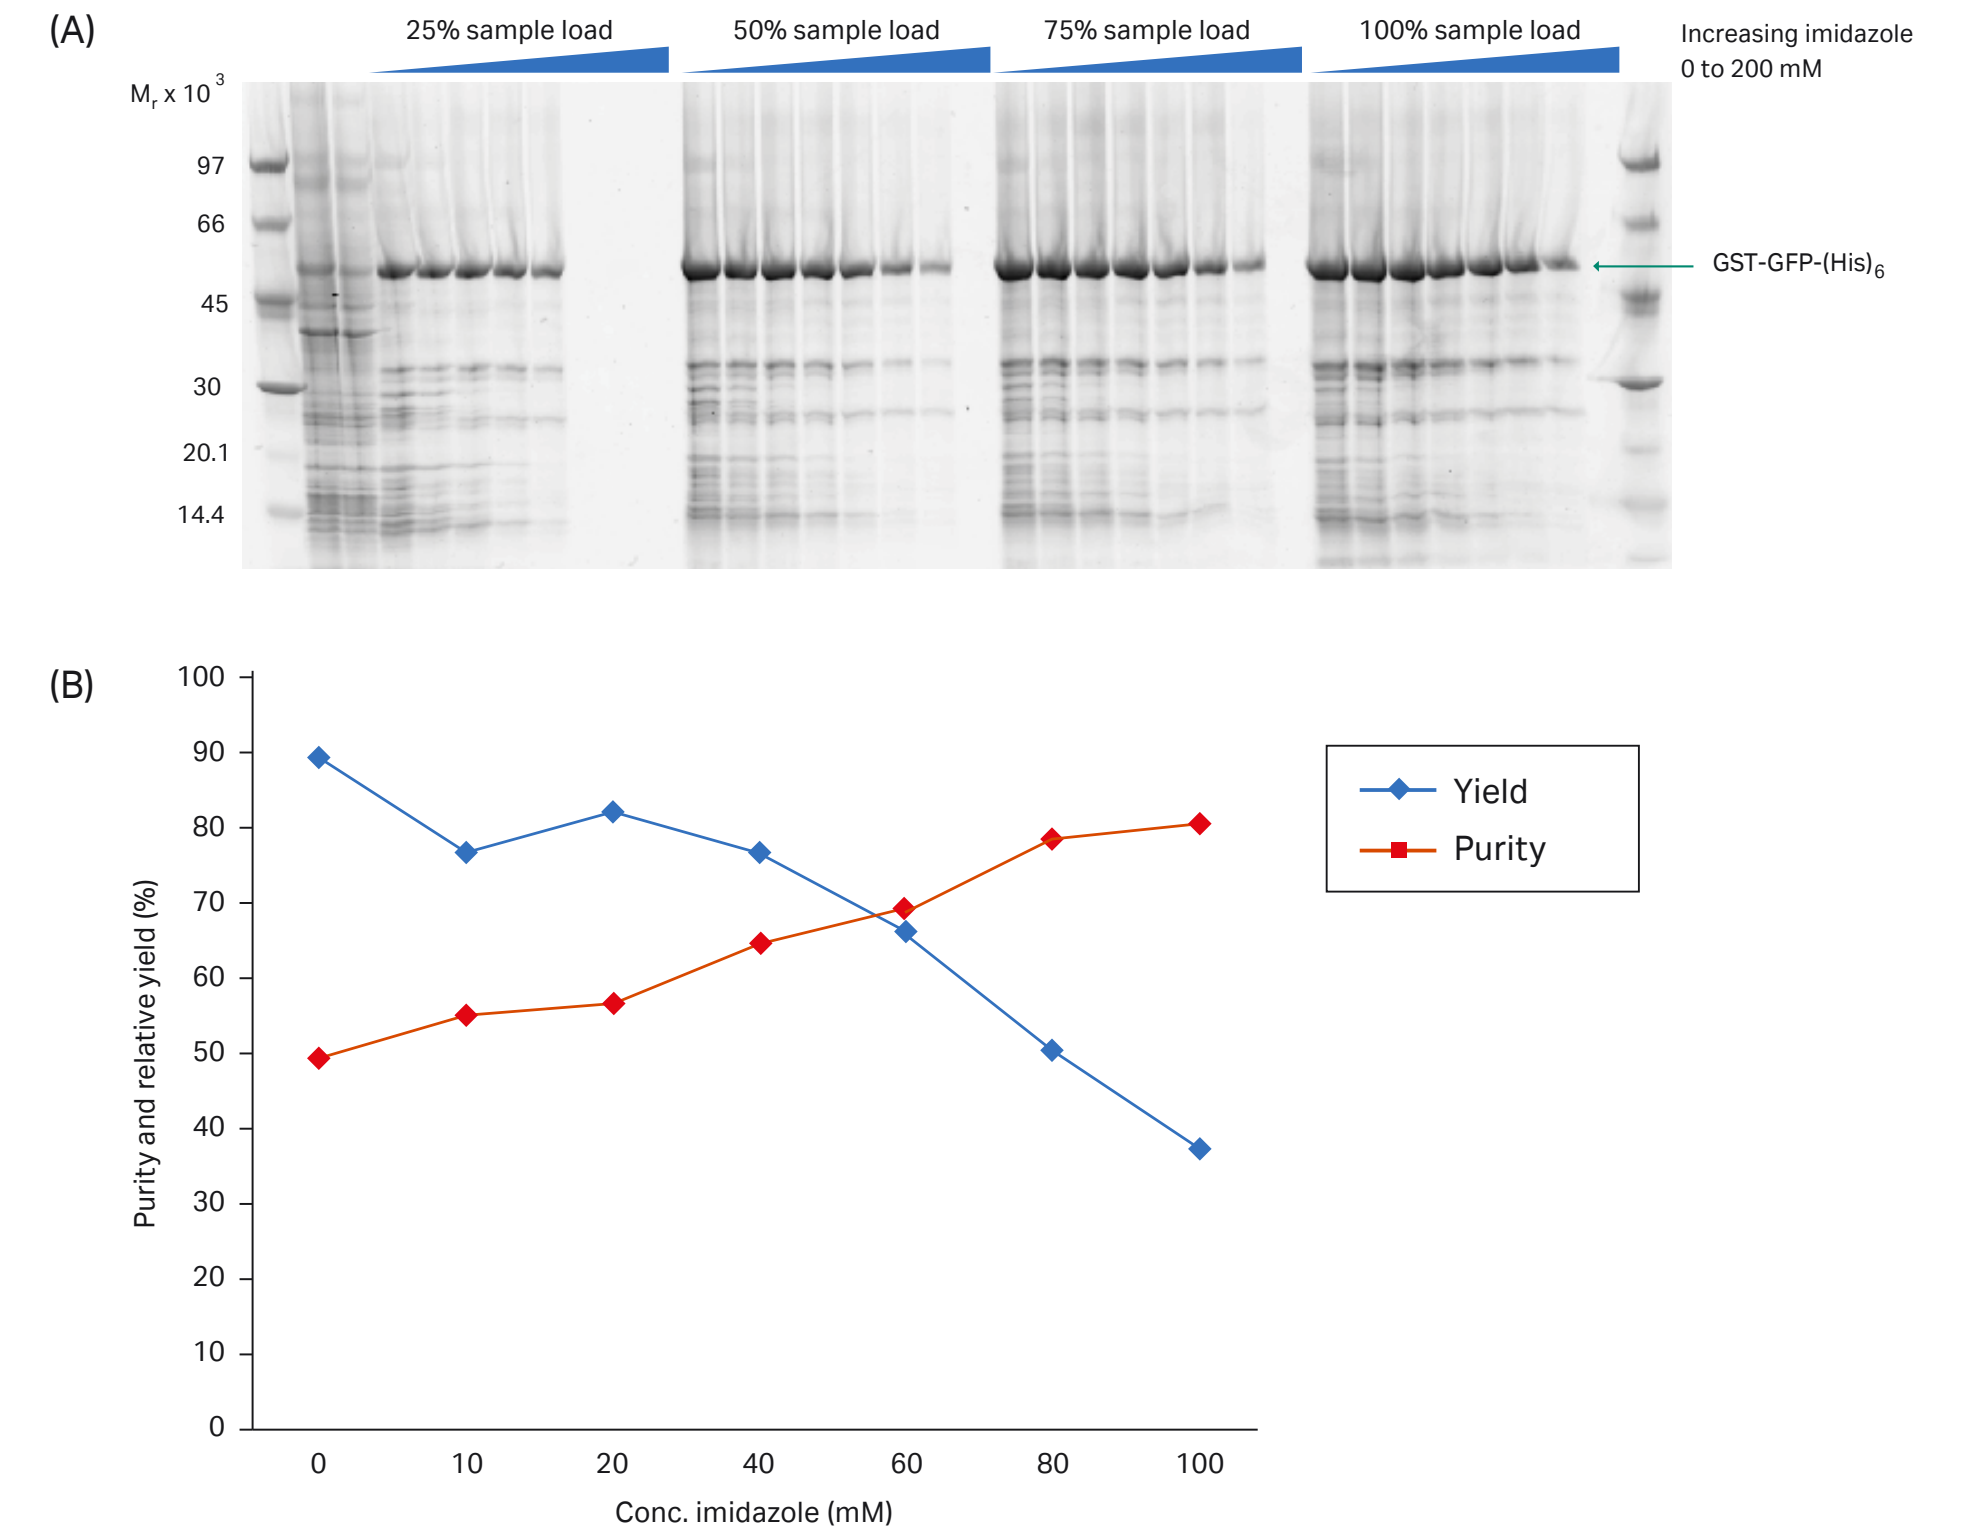 (A)
25% sample load
50% sample load
75% sample load
100% sample load
Increasing imidazole
0 to 200 mM
Mr x 10 3
97
66
45
30
20.1
14.4
GST-GFP-(His)6
(B)
100
90
80
70
60
50
40
30
20
10
0
Purity and relative yield (%)
0 10 20 40 60 80 100
Conc. imidazole (mM)
Yield
Purity